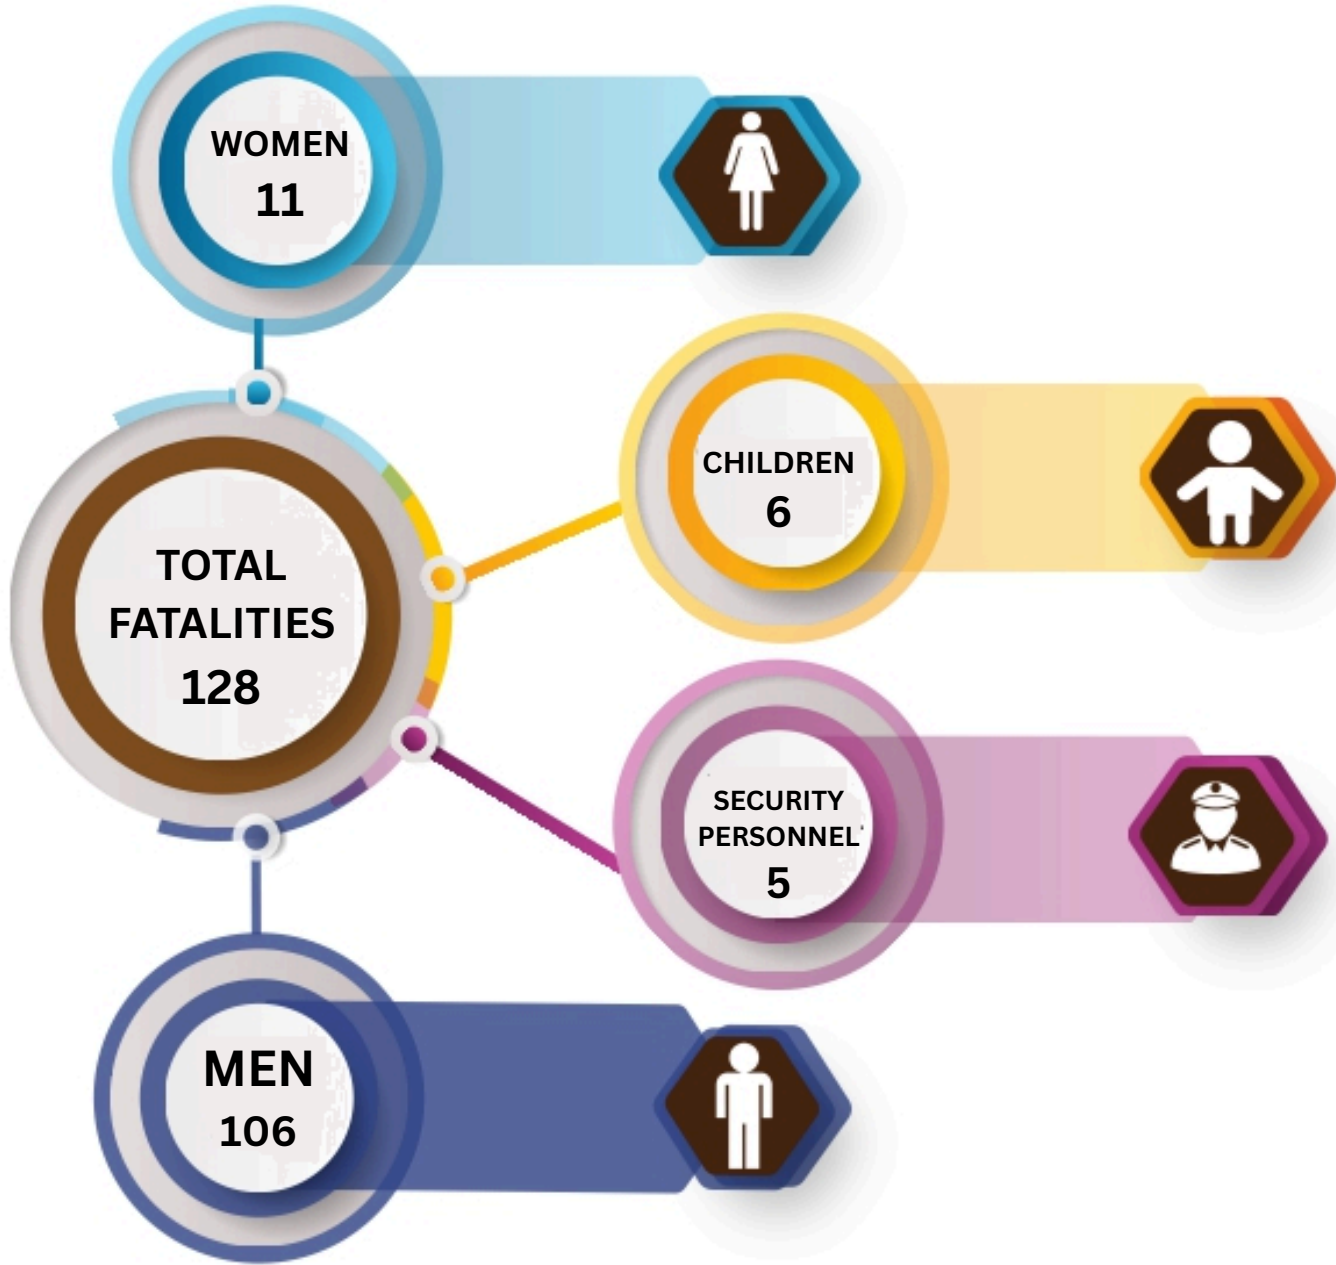 WOMEN
11
CHILDREN
6
TOTAL
FATALITIES
128
SECURITY
PERSONNEL
5
MEN
106